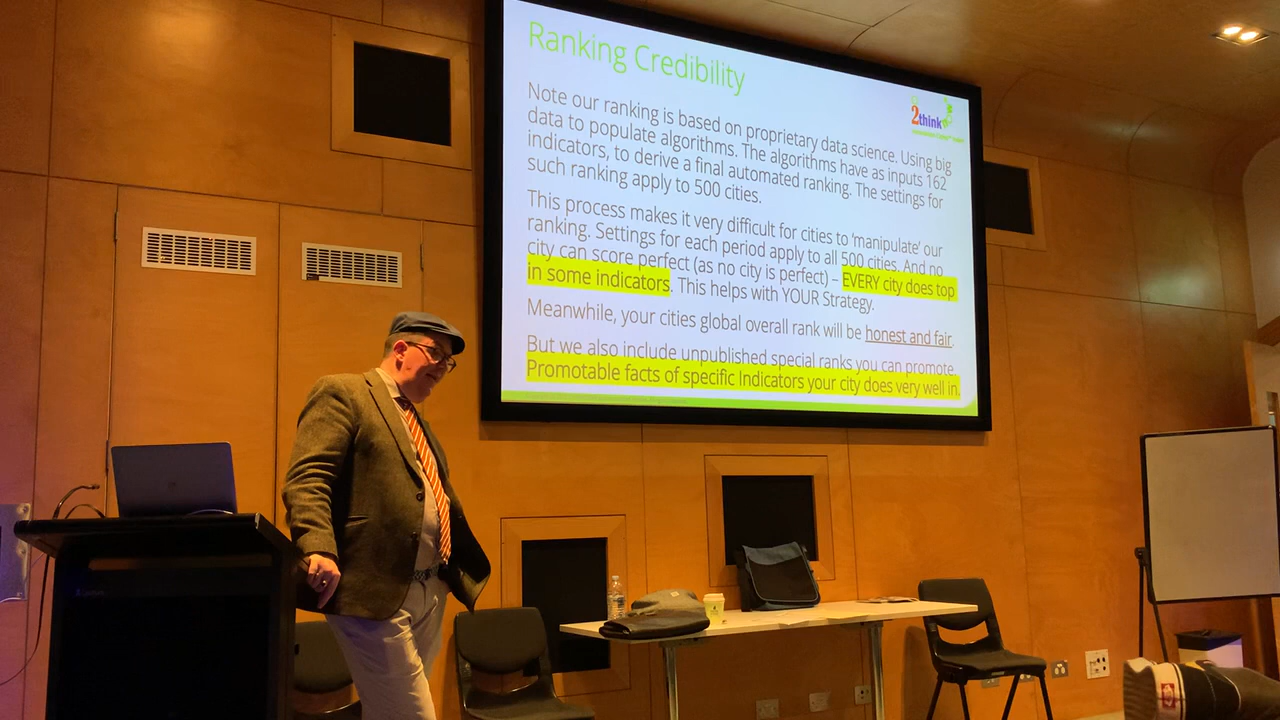 Ranking Credibility
2think
Note our ranking is based on proprietary data science. Using big
data to populate algorithms. The algorithms have as inputs 162
indicators, to derive a final automated ranking. The settings for
such ranking apply to 500 cities.
This process makes it very difficult for cities to ‘manipulate’ our
ranking. Settings for each period apply to all 500 cities. And no
city can score perfect (as no city is perfect) – EVERY city does top
in some indicators. This helps with YOUR Strategy.
Meanwhile, your cities global overall rank will be honest and fair.
But we also include unpublished special ranks you can promote.
Promotable facts of specific Indicators your city does very well in.